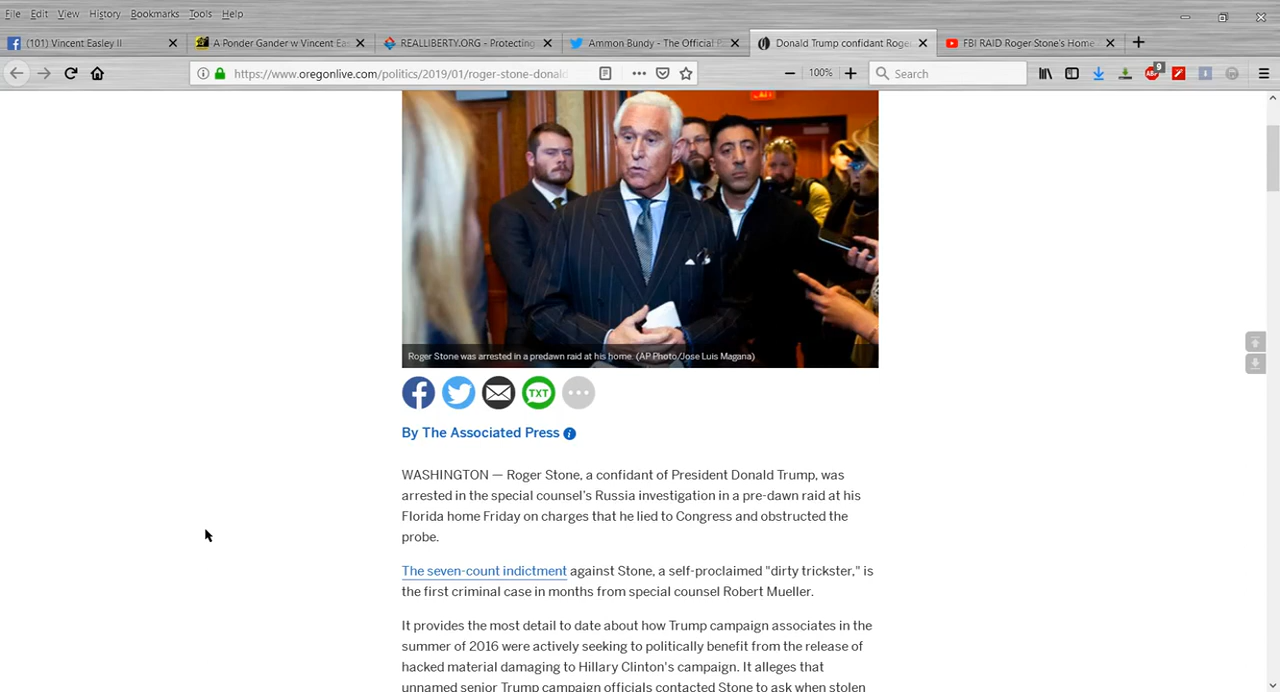 File Edit View History Bookmarks Tools Help
(101) Vincent Easley II
A Ponder Gander w Vincent Eas
REALLIBERTY.ORG - Protecting
Ammon Bundy - The Official P
Donald Trump confidant Roge
FBI RAID Roger Stone's Home
https://www.oregonlive.com/politics/2019/01/roger-stone-donald
100%
Search
ABP
9
EXIT
Roger Stone was arrested in a predawn raid at his home. (AP Photo/Jose Luis Magana)
TXT
By The Associated Press
WASHINGTON — Roger Stone, a confidant of President Donald Trump, was
arrested in the special counsel's Russia investigation in a pre-dawn raid at his
Florida home Friday on charges that he lied to Congress and obstructed the
probe.
The seven-count indictment against Stone, a self-proclaimed "dirty trickster," is
the first criminal case in months from special counsel Robert Mueller.
It provides the most detail to date about how Trump campaign associates in the
summer of 2016 were actively seeking to politically benefit from the release of
hacked material damaging to Hillary Clinton's campaign. It alleges that
unnamed senior Trump campaign officials contacted Stone to ask when stolen